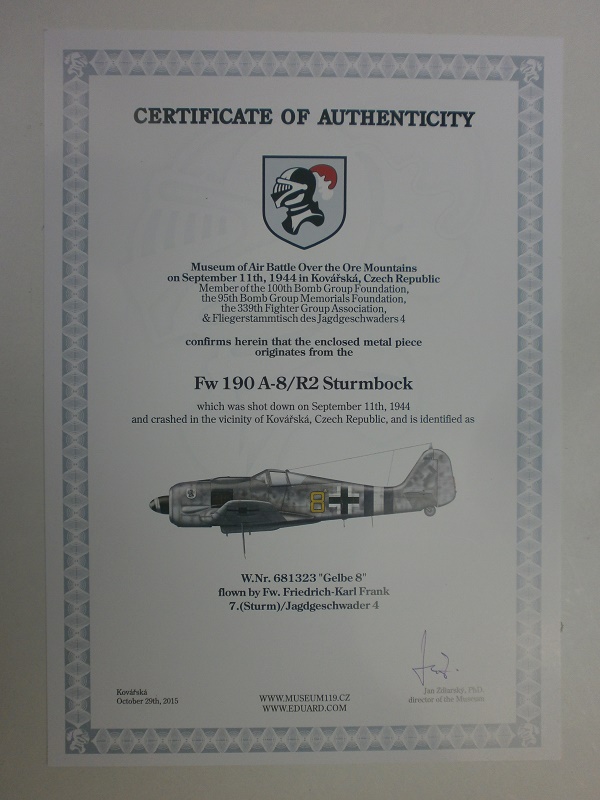 CERTIFICATE OF AUTHENTICITY
Museum of Air Battle Over the Ore Mountains
on September 11th, 1944 in Kovářská, Czech Republic
Member of the 100th Bomb Group Foundation,
the 95th Bomb Group Memorials Foundation,
the 339th Fighter Group Association,
& Fliegerstammtisch des Jagdgeschwaders 4
confirms herein that the enclosed metal piece
originates from the
Fw 190 A-8/R2 Sturmbock
which was shot down on September 11th, 1944
and crashed in the vicinity of Kovářská, Czech Republic, and is identified as
8
W.Nr. 681323 "Gelbe 8"
flown by Fw. Friedrich-Karl Frank
7.(Sturm)/Jagdgeschwader 4
Kovářská
October 29th, 2015
WWW.MUSEUM119.CZ
WWW.EDUARD.COM
Jan Zdiarský, PhD.
director of the Museum